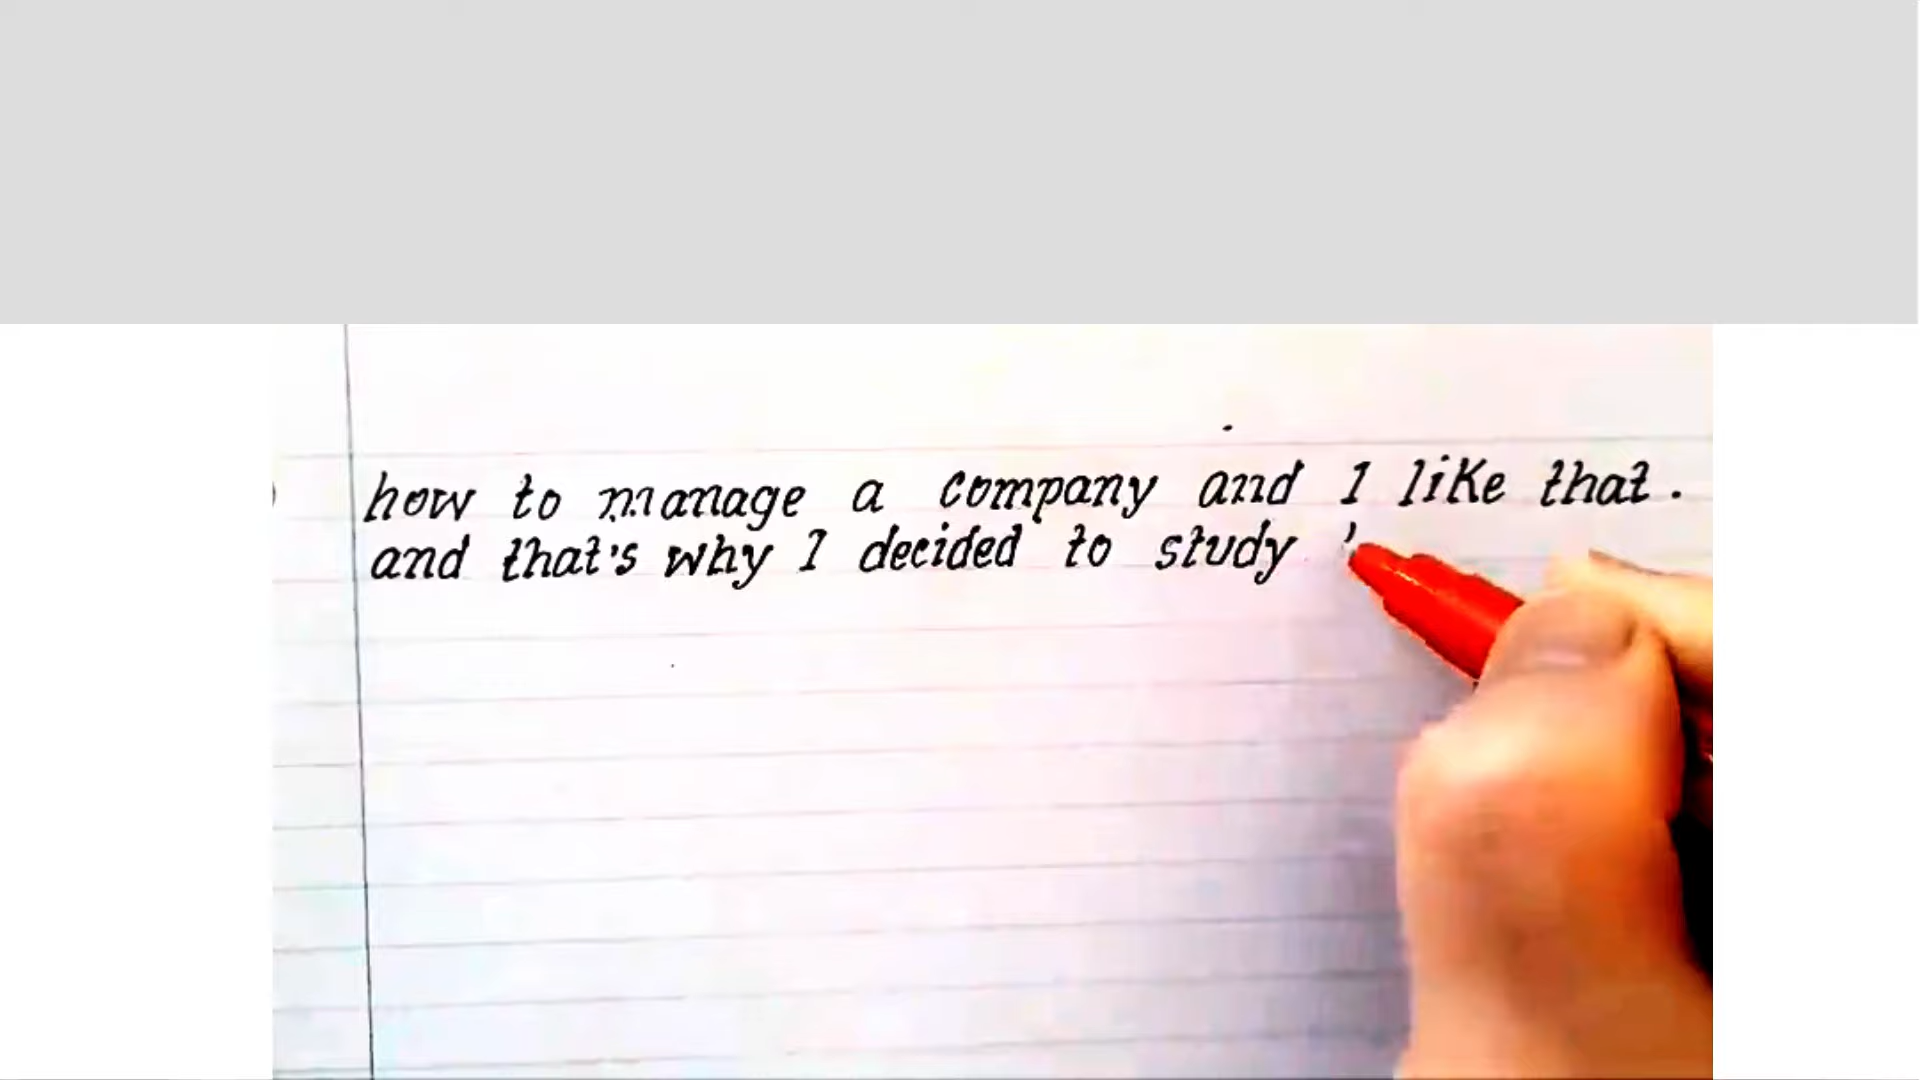 how to manage a company and I like that.
and that's why I decided to study